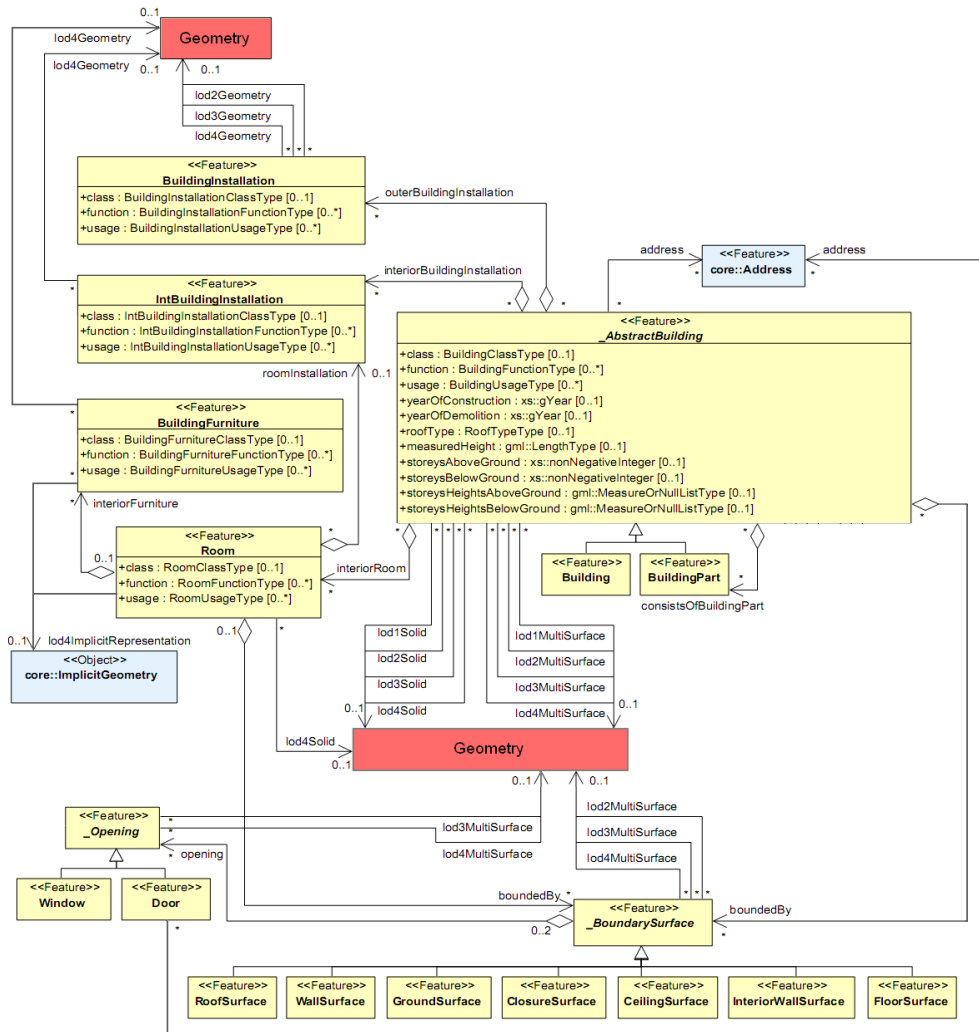 0..1
lod4Geometry
Geometry
lod4Geometry
0..1
0..1
0..1
lod2Geometry
lod3Geometry
lod4Geometry
* * *
<<Feature>>
BuildingInstallation
+class : BuildingInstallationClassType [0..1]
+function : BuildingInstallationFunctionType [0..*]
+usage : BuildingInstallationUsageType [0..*]
outerBuildingInstallation
*
address
address
<<Feature>>
core::Address
*
*
interiorBuildingInstallation
*
*
<<Feature>>
IntBuildingInstallation
+class : IntBuildingInstallationClassType [0..1]
+function : IntBuildingInstallationFunctionType [0..*]
+usage : IntBuildingInstallationUsageType [0..*]
*
*
*
<<Feature>>
_AbstractBuilding
+class : BuildingClassType [0..1]
+function : BuildingFunctionType [0..*]
+usage : BuildingUsageType [0..*]
+yearOfConstruction : xs::gYear [0..1]
+yearOfDemolition : xs::gYear [0..1]
+roofType : RoofTypeType [0..1]
+measuredHeight : gml::LengthType [0..1]
+storeysAboveGround : xs::nonNegativeInteger [0..1]
+storeysBelowGround : xs::nonNegativeInteger [0..1]
+storeysHeightsAboveGround : gml::MeasureOrNullListType [0..1]
+storeysHeightsBelowGround : gml::MeasureOrNullListType [0..1]
roomInstallation
0..1
*
<<Feature>>
BuildingFurniture
+class : BuildingFurnitureClassType [0..1]
+function : BuildingFurnitureFunctionType [0..*]
+usage : BuildingFurnitureUsageType [0..*]
*
*
interiorFurniture
*
*
* * * * * * * * *
*
<<Feature>>
Room
+class : RoomClassType [0..1]
+function : RoomFunctionType [0..*]
+usage : RoomUsageType [0..*]
0..1
interiorRoom
*
<<Feature>>
Building
<<Feature>>
BuildingPart
*
consistsOfBuildingPart
0..1
*
0..1
lod4ImplicitRepresentation
<<Object>>
core::ImplicitGeometry
lod1Solid
lod2Solid
lod3Solid
lod4Solid
0..1
lod1MultiSurface
lod2MultiSurface
lod3MultiSurface
lod4MultiSurface
0..1
Geometry
lod4Solid
0..1
0..1
0..1
<<Feature>>
_Opening
*
*
lod3MultiSurface
lod4MultiSurface
*
opening
lod2MultiSurface
lod3MultiSurface
lod4MultiSurface
* * *
<<Feature>>
Window
<<Feature>>
Door
*
boundedBy
*
0..2
<<Feature>>
_BoundarySurface
boundedBy
*
<<Feature>>
RoofSurface
<<Feature>>
WallSurface
<<Feature>>
GroundSurface
<<Feature>>
ClosureSurface
<<Feature>>
CeilingSurface
<<Feature>>
InteriorWallSurface
<<Feature>>
FloorSurface